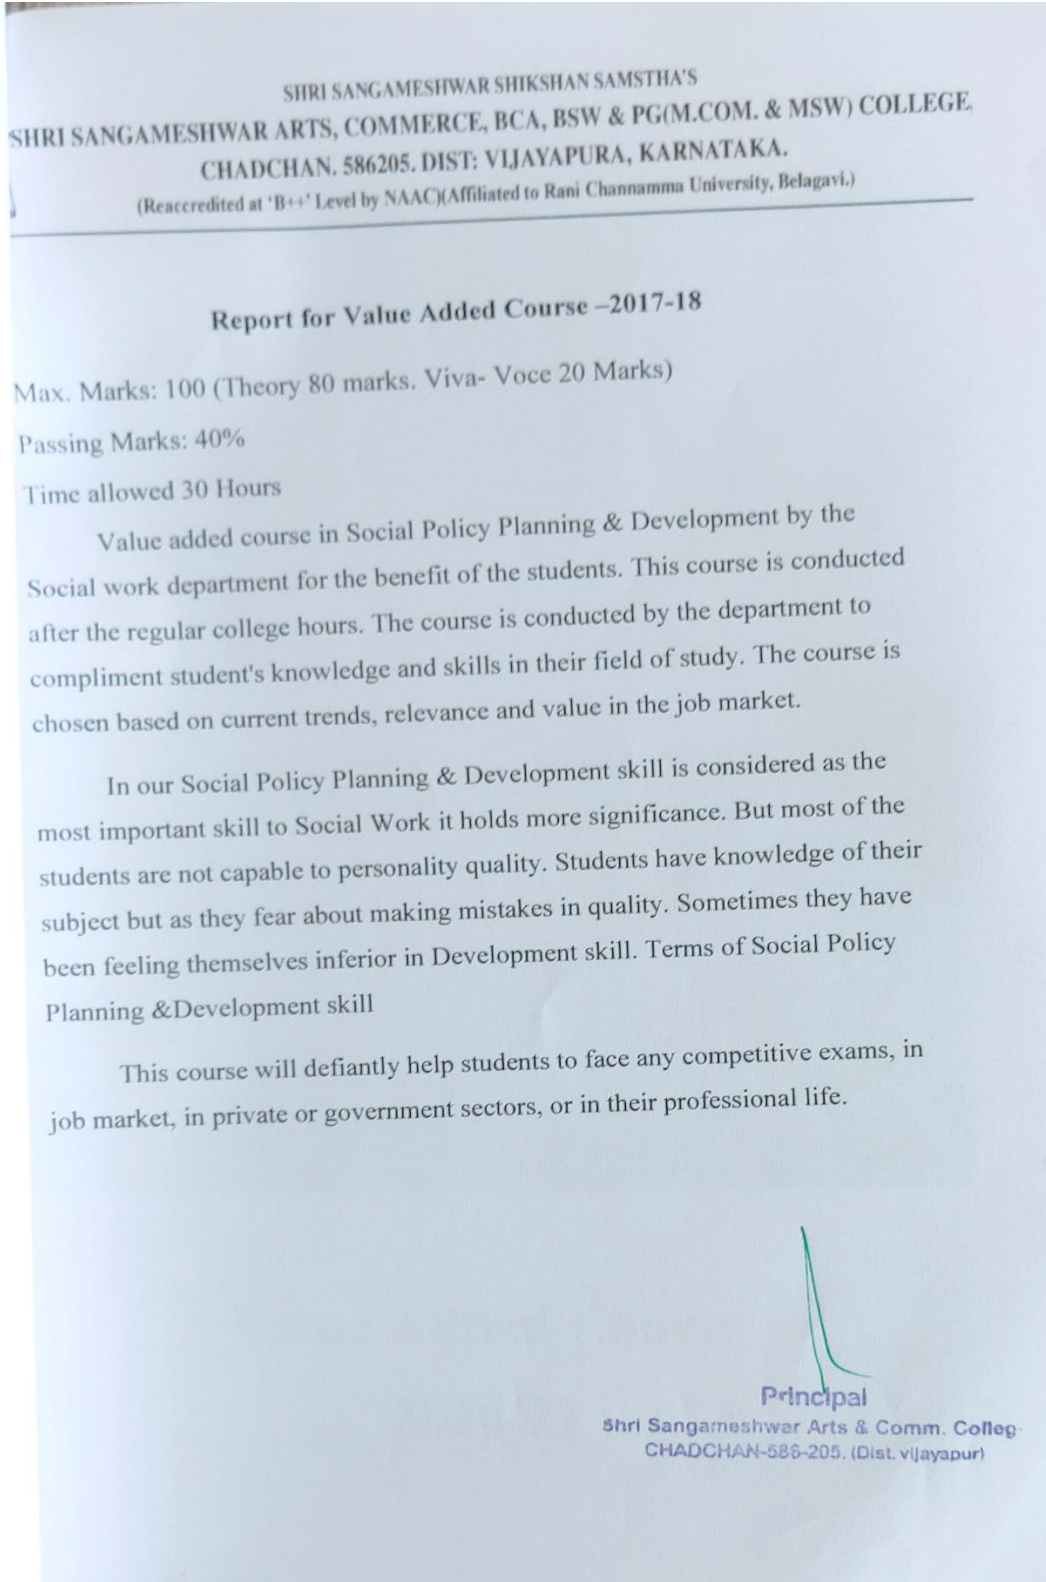 SHRI SANGAMESHWAR SHIKSHAN SAMSTHA'S
SHRI SANGAMESHWAR ARTS, COMMERCE, BCA, BSW & PG(M.COM. & MSW) COLLEGE.
CHADCHAN. 586205. DIST: VIJAYAPURA, KARNATAKA.
(Reaccredited at 'B++' Level by NAAC)(Affiliated to Rani Channamma University, Belagavi.)
Report for Value Added Course –2017-18
Max. Marks: 100 (Theory 80 marks. Viva- Voce 20 Marks)
Passing Marks: 40%
Time allowed 30 Hours
Value added course in Social Policy Planning & Development by the
Social work department for the benefit of the students. This course is conducted
after the regular college hours. The course is conducted by the department to
compliment student's knowledge and skills in their field of study. The course is
chosen based on current trends, relevance and value in the job market.
In our Social Policy Planning & Development skill is considered as the
most important skill to Social Work it holds more significance. But most of the
students are not capable to personality quality. Students have knowledge of their
subject but as they fear about making mistakes in quality. Sometimes they have
been feeling themselves inferior in Development skill. Terms of Social Policy
Planning &Development skill
This course will defiantly help students to face any competitive exams, in
job market, in private or government sectors, or in their professional life.
Principal
Shri Sangameshwar Arts & Comm. Colleg
CHADCHAN-586-205. (Dist. vijayapur)